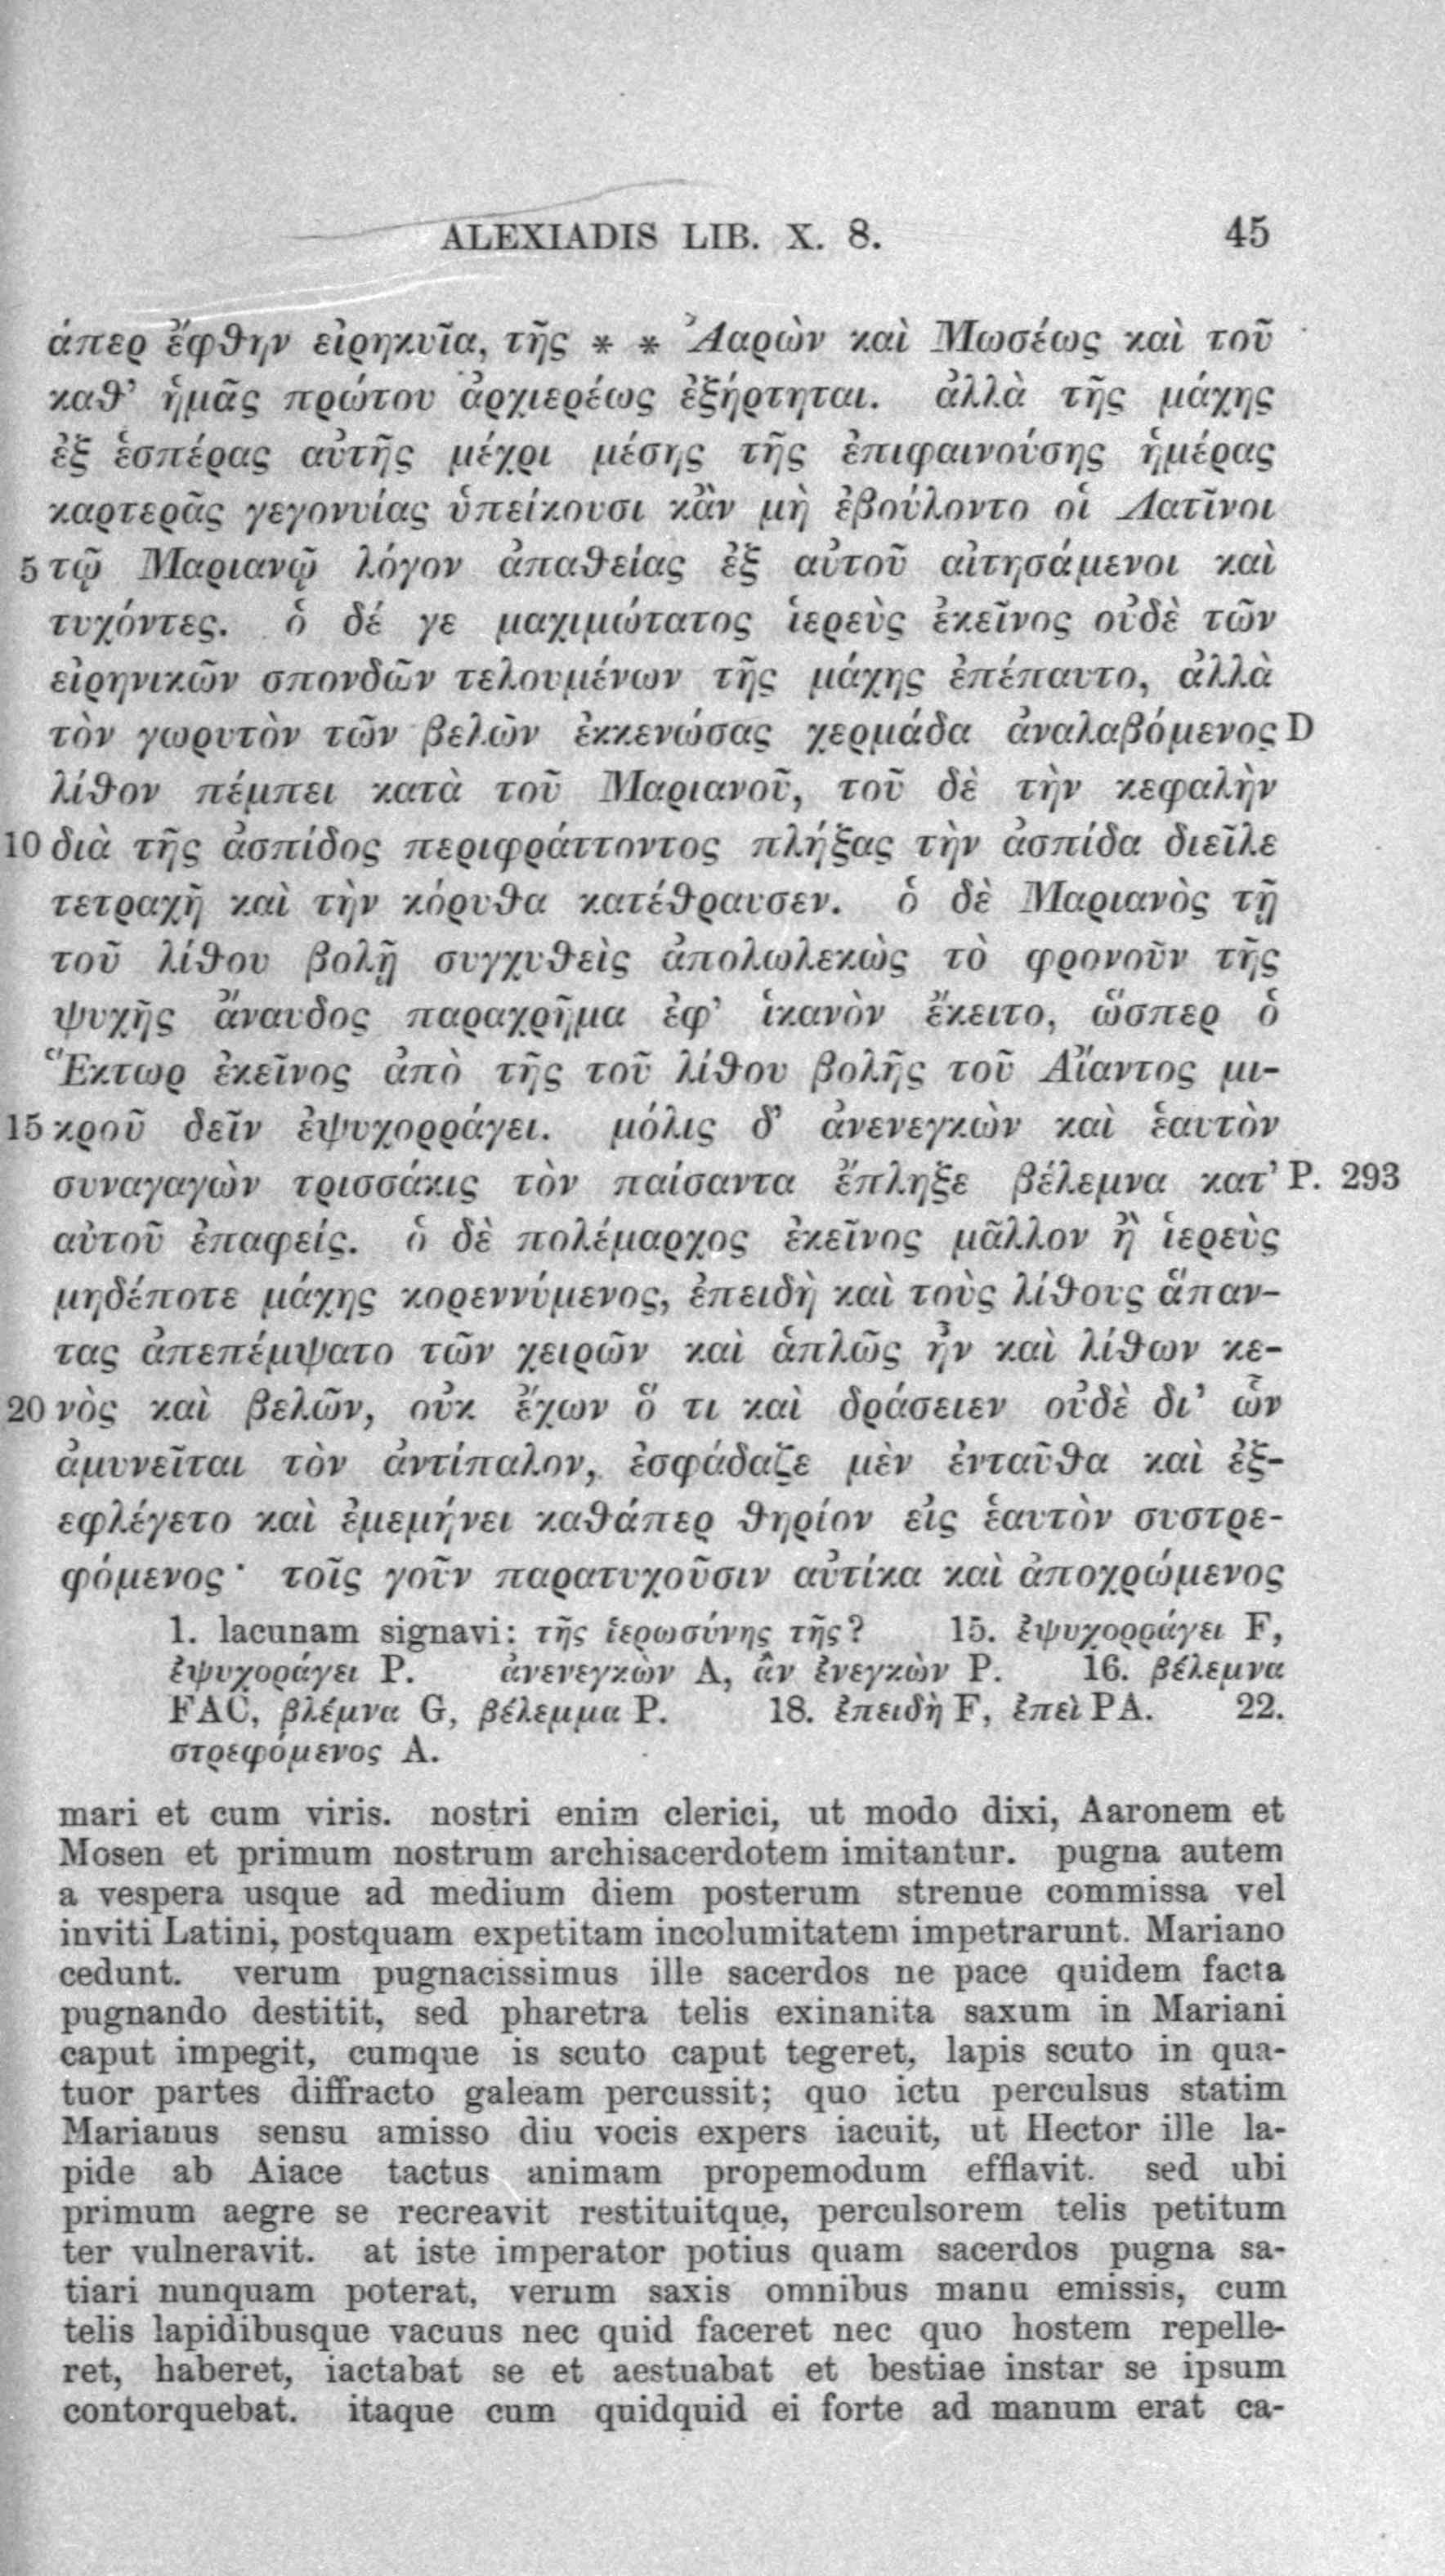 ALEXIADIS LIB. X. 8. 45
άπερ ἔφθην εἰρηκυῖα, τῆς * * Ἀαρὼν καὶ Μωσέως καὶ τοῦ
καθ’ ἡμᾶς πρώτου ἀρχιερέως ἐξήρτηται. ἀλλὰ τῆς μάχης
ἐξ ἑσπέρας αὐτῆς μέχρι μέσης τῆς ἐπιφαινούσης ἡμέρας
καρτερᾶς γεγονυίας ὑπείκουσι κἂν μὴ ἐβούλοντο οἱ Λατῖνοι
5 τῷ Μαριανῷ λόγον ἀπαθείας ἐξ αὐτοῦ αἰτησάμενοι καὶ
τυχόντες. ὁ δέ γε μαχιμώτατος ἱερεὺς ἐκεῖνος οὐδὲ τῶν
εἰρηνικῶν σπονδῶν τελουμένων τῆς μάχης ἐπέπαυτο, ἀλλὰ
τὸν γωρυτὸν τῶν βελῶν ἐκκενώσας χερμάδα ἀναλαβόμενος D
λίθον πέμπει κατὰ τοῦ Μαριανοῦ, τοῦ δὲ τὴν κεφαλὴν
10 διὰ τῆς ἀσπίδος περιφράττοντος πλήξας τὴν ἀσπίδα διεῖλε
τετραχῆ καὶ τὴν κόρυθα κατέθραυσεν. ὁ δὲ Μαριανὸς τῇ
τοῦ λίθου βολῇ συγχυθεὶς ἀπολωλεκὼς τὸ φρονοῦν τῆς
ψυχῆς ἄναυδος παραχρῆμα ἐφ’ ἱκανὸν ἔκειτο, ὥσπερ ὁ
Ἕκτωρ ἐκεῖνος ἀπὸ τῆς τοῦ λίθου βολῆς τοῦ Αἴαντος μι-
15 κροῦ δεῖν ἐψυχορράγει. μόλις δ’ ἀνενεγκὼν καὶ ἑαυτὸν
συναγαγὼν τρισσάκις τὸν παίσαντα ἔπληξε βέλεμνα κατ’ P. 293
αὐτοῦ ἐπαφείς. ὁ δὲ πολέμαρχος ἐκεῖνος μᾶλλον ἢ ἱερεὺς
μηδέποτε μάχης κορεννύμενος, ἐπειδὴ καὶ τοὺς λίθους ἅπαν-
τας ἀπεπέμψατο τῶν χειρῶν καὶ ἁπλῶς ἦν καὶ λίθων κε-
20 νὸς καὶ βελῶν, οὐκ ἔχων ὅ τι καὶ δράσειεν οὐδὲ δι’ ὧν
ἀμυνεῖται τὸν ἀντίπαλον, ἐσφάδαζε μὲν ἐνταῦθα καὶ ἐξ-
εφλέγετο καὶ ἐμεμήνει καθάπερ θηρίον εἰς ἑαυτὸν συστρε-
φόμενος· τοῖς γοῦν παρατυχοῦσιν αὐτίκα καὶ ἀποχρώμενος
1. lacunam signavi: τῆς ἱερωσύνης τῆς? 15. ἐψυχορράγει F,
ἐψυχοράγει P. ἀνενεγκὼν A, ἂν ἐνεγκὼν P. 16. βέλεμνα
FAC, βλέμνα G, βέλεμμα P. 18. ἐπειδὴ F, ἐπεὶ PA. 22.
στρεφόμενος A.
mari et cum viris. nostri enim clerici, ut modo dixi, Aaronem et
Mosen et primum nostrum archisacerdotem imitantur. pugna autem
a vespera usque ad medium diem posterum strenue commissa vel
inviti Latini, postquam expetitam incolumitatem impetrarunt. Mariano
cedunt. verum pugnacissimus ille sacerdos ne pace quidem facta
pugnando destitit, sed pharetra telis exinanita saxum in Mariani
caput impegit, cumque is scuto caput tegeret, lapis scuto in qua-
tuor partes diffracto galeam percussit; quo ictu perculsus statim
Marianus sensu amisso diu vocis expers iacuit, ut Hector ille la-
pide ab Aiace tactus animam propemodum efflavit. sed ubi
primum aegre se recreavit restituitque, perculsorem telis petitum
ter vulneravit. at iste imperator potius quam sacerdos pugna sa-
tiari nunquam poterat, verum saxis omnibus manu emissis, cum
telis lapidibusque vacuus nec quid faceret nec quo hostem repelle-
ret, haberet, iactabat se et aestuabat et bestiae instar se ipsum
contorquebat. itaque cum quidquid ei forte ad manum erat ca-